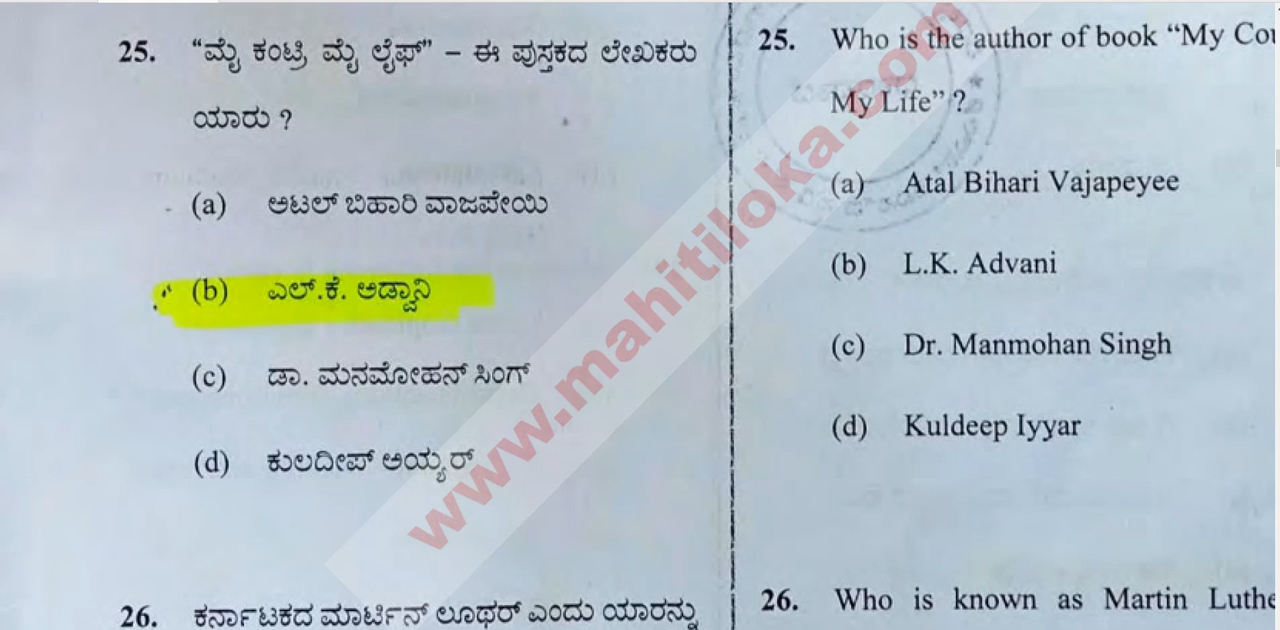 25. “ಮೈ ಕಂಟ್ರಿ ಮೈ ಲೈಫ್” – ಈ ಪುಸ್ತಕದ ಲೇಖಕರು
ಯಾರು ?
(a) ಅಟಲ್ ಬಿಹಾರಿ ವಾಜಪೇಯಿ
(b) ಎಲ್.ಕೆ. ಅಡ್ವಾನಿ
(c) ಡಾ. ಮನಮೋಹನ್ ಸಿಂಗ್
(d) ಕುಲದೀಪ್ ಅಯ್ಯರ್
26. ಕರ್ನಾಟಕದ ಮಾರ್ಟಿನ್ ಲೂಥರ್ ಎಂದು ಯಾರನ್ನು
25. Who is the author of book “My Cou
My Life” ?
(a) Atal Bihari Vajapeyee
(b) L.K. Advani
(c) Dr. Manmohan Singh
(d) Kuldeep Iyyar
26. Who is known as Martin Luthe
www.mahitiloka.com